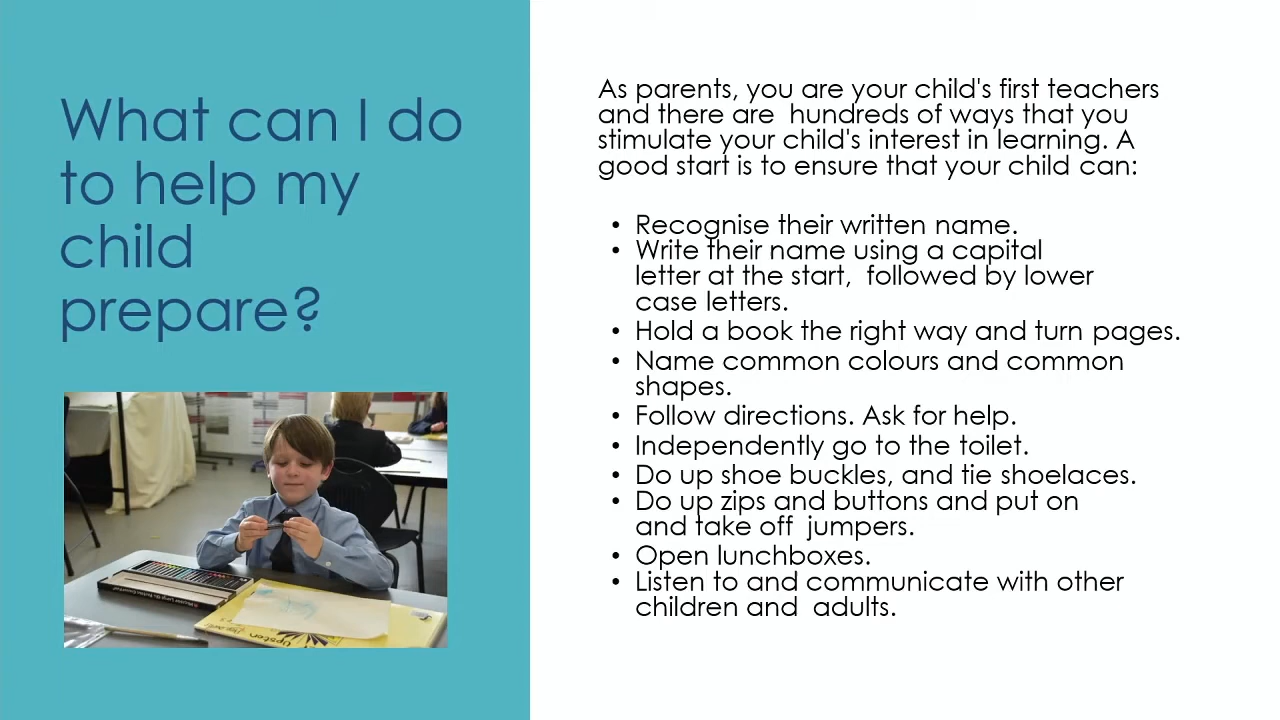 What can I do
to help my
child
prepare?
As parents, you are your child's first teachers
and there are  hundreds of ways that you
stimulate your child's interest in learning. A
good start is to ensure that your child can:
• Recognise their written name.
• Write their name using a capital
letter at the start,  followed by lower
case letters.
• Hold a book the right way and turn pages.
• Name common colours and common
shapes.
• Follow directions. Ask for help.
• Independently go to the toilet.
• Do up shoe buckles, and tie shoelaces.
• Do up zips and buttons and put on
and take off  jumpers.
• Open lunchboxes.
• Listen to and communicate with other
children and  adults.